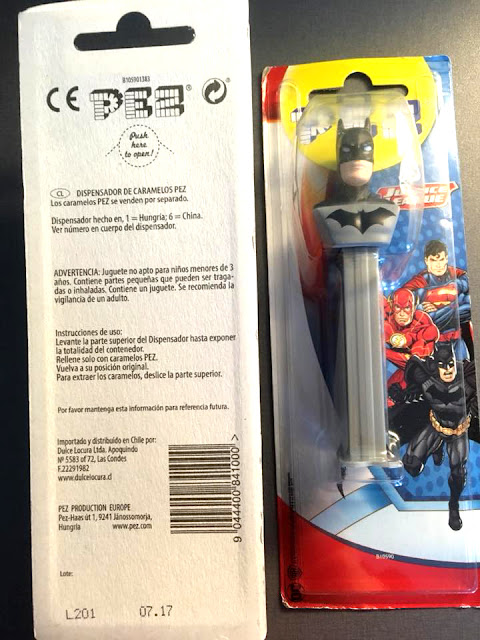 B105901383
CE PEZ®
Push
here
to open!
CL DISPENSADOR DE CARAMELOS PEZ
Los caramelos PEZ se venden por separado.
Dispensador hecho en, 1 = Hungria; 6 = China.
Ver número en cuerpo del dispensador.
ADVERTENCIA: Juguete no apto para niños menores de 3
años. Contiene partes pequeñas que pueden ser traga-
das o inhaladas. Contiene un juguete. Se recomienda la
vigilancia de un adulto.
Instrucciones de uso:
Levante la parte superior del Dispensador hasta exponer
la totalidad del contenedor.
Rellene solo con caramelos PEZ.
Vuelva a su posición original.
Para extraer los caramelos, deslice la parte superior.
Por favor mantenga esta información para referencia futura.
Importado y distribuido en Chile por:
Dulce Locura Ltda. Apoquindo
Nº 5583 of 72, Las Condes
F.22291982
www.dulcelocura.cl
PEZ PRODUCTION EUROPE
Pez-Haas út 1, 9241 Jánossomorja,
Hungria www.pez.com
9 044400 841000 >
Lote:
L201 07.17
JUSTICE
LEAGUE
B10590